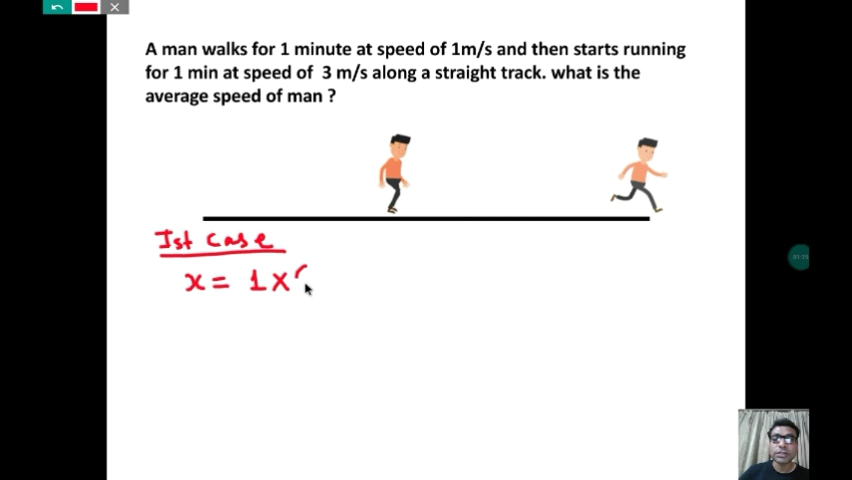 A man walks for 1 minute at speed of 1m/s and then starts running
for 1 min at speed of 3 m/s along a straight track. what is the
average speed of man ?
Ist case
x = 1 x